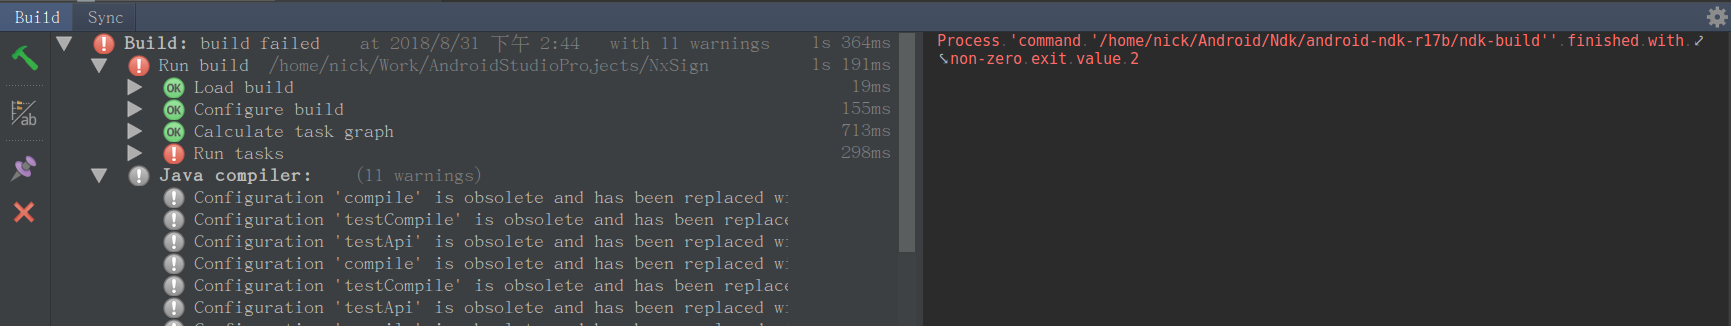 Build Sync
Build: build failed at 2018/8/31 下午 2:44 with 11 warnings 1s 364ms
Run build /home/nick/Work/AndroidStudioProjects/NxSign 1s 191ms
OK Load build 19ms
OK Configure build 155ms
OK Calculate task graph 713ms
Run tasks 298ms
Java compiler: (11 warnings)
Configuration 'compile' is obsolete and has been replaced wi
Configuration 'testCompile' is obsolete and has been replace
Configuration 'testApi' is obsolete and has been replaced wi
Configuration 'compile' is obsolete and has been replaced wi
Configuration 'testCompile' is obsolete and has been replace
Configuration 'testApi' is obsolete and has been replaced wi
Process 'command '/home/nick/Android/Ndk/android-ndk-r17b/ndk-build'' finished with
non-zero exit value 2